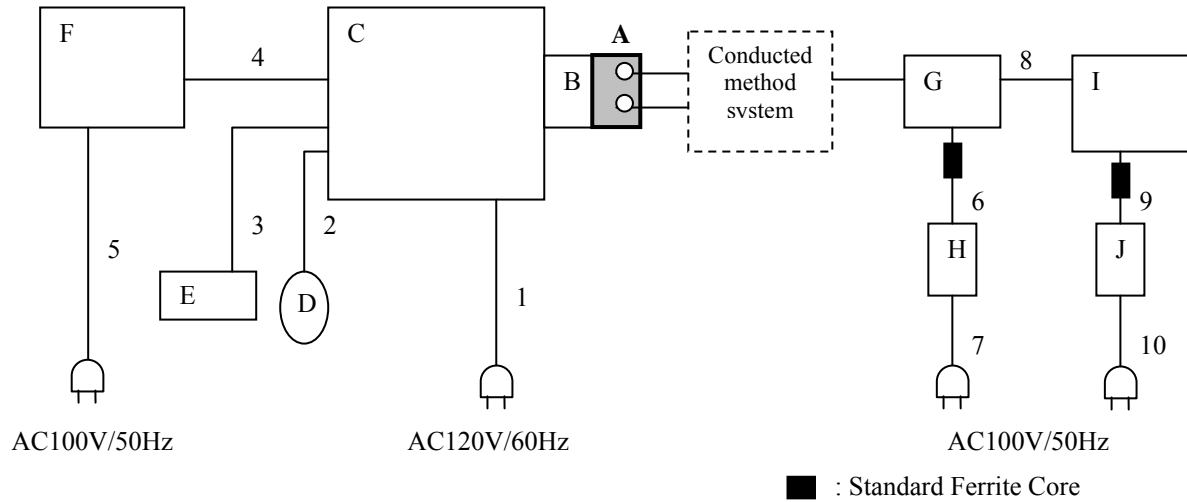 F
4
C
A
B
Conducted
method
svstem
G
8
I
5
3
2
E
D
1
6
H
9
J
7
10
AC100V/50Hz
AC120V/60Hz
AC100V/50Hz
: Standard Ferrite Core